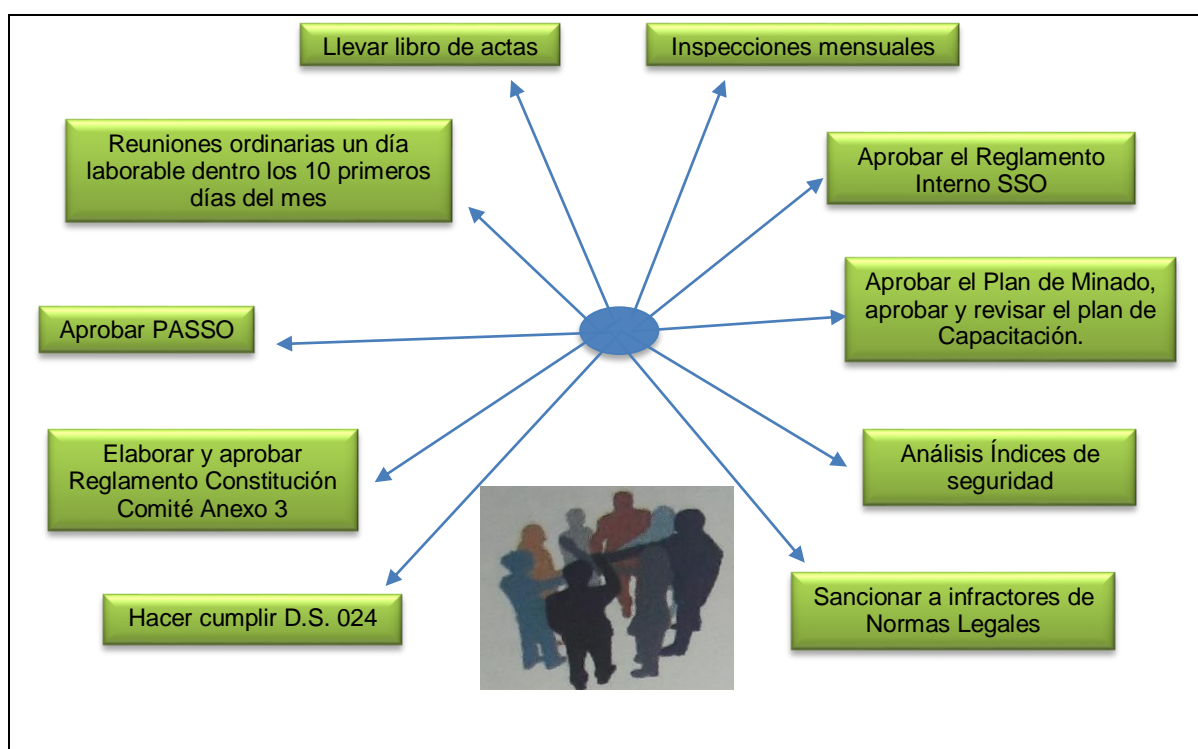 Llevar libro de actas
Inspecciones mensuales
Reuniones ordinarias un día
laborable dentro los 10 primeros
días del mes
Aprobar el Reglamento
Interno SSO
Aprobar PASSO
Aprobar el Plan de Minado,
aprobar y revisar el plan de
Capacitación.
Elaborar y aprobar
Reglamento Constitución
Comité Anexo 3
Análisis Índices de
seguridad
Hacer cumplir D.S. 024
Sancionar a infractores de
Normas Legales